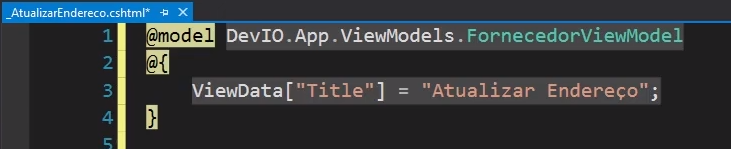 _AtualizarEndereco.cshtml*
1 @model DevIO.App.ViewModels.FornecedorViewModel
2 @{
3 ViewData["Title"] = "Atualizar Endereço";
4 }
5